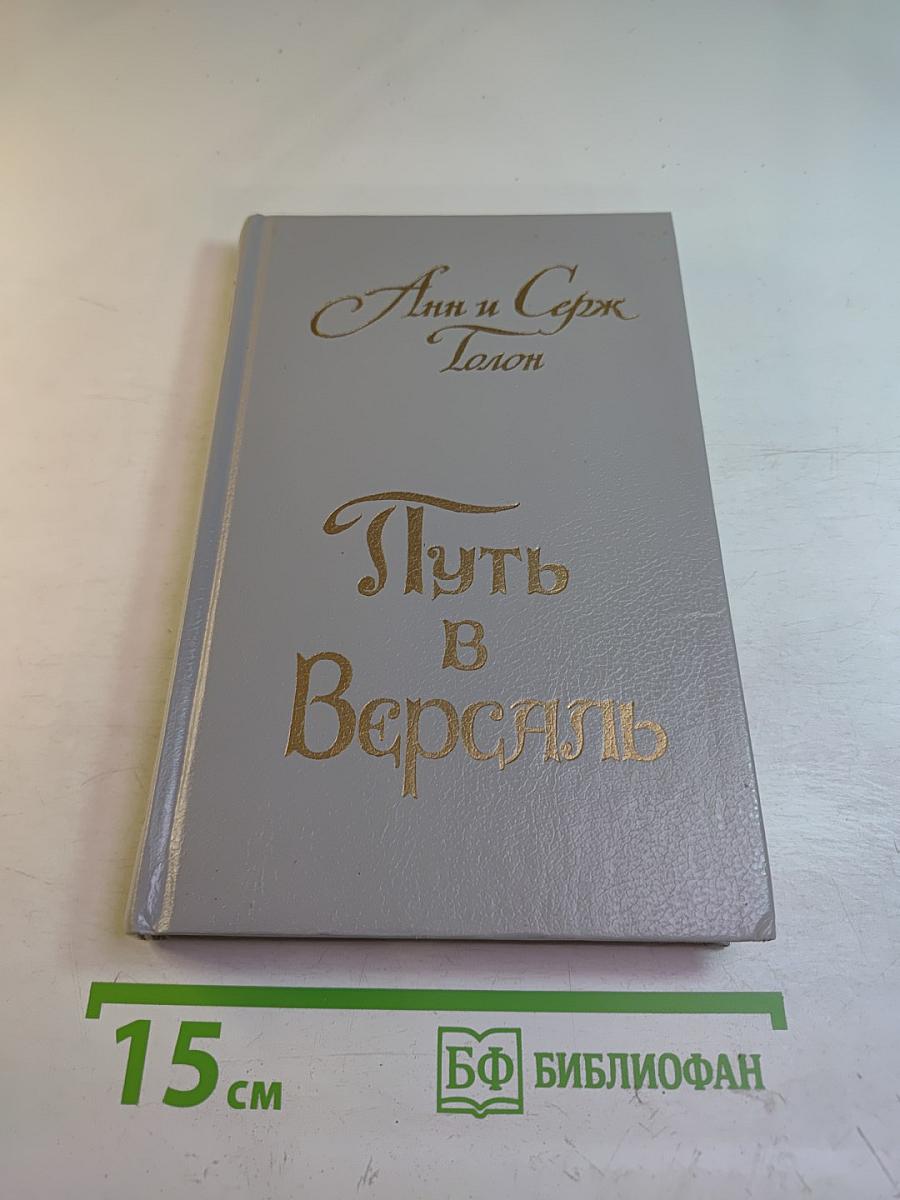 Анн и Серж
Голон
Путь
в
Версаль
15 см
БФ БИБЛИОФАН